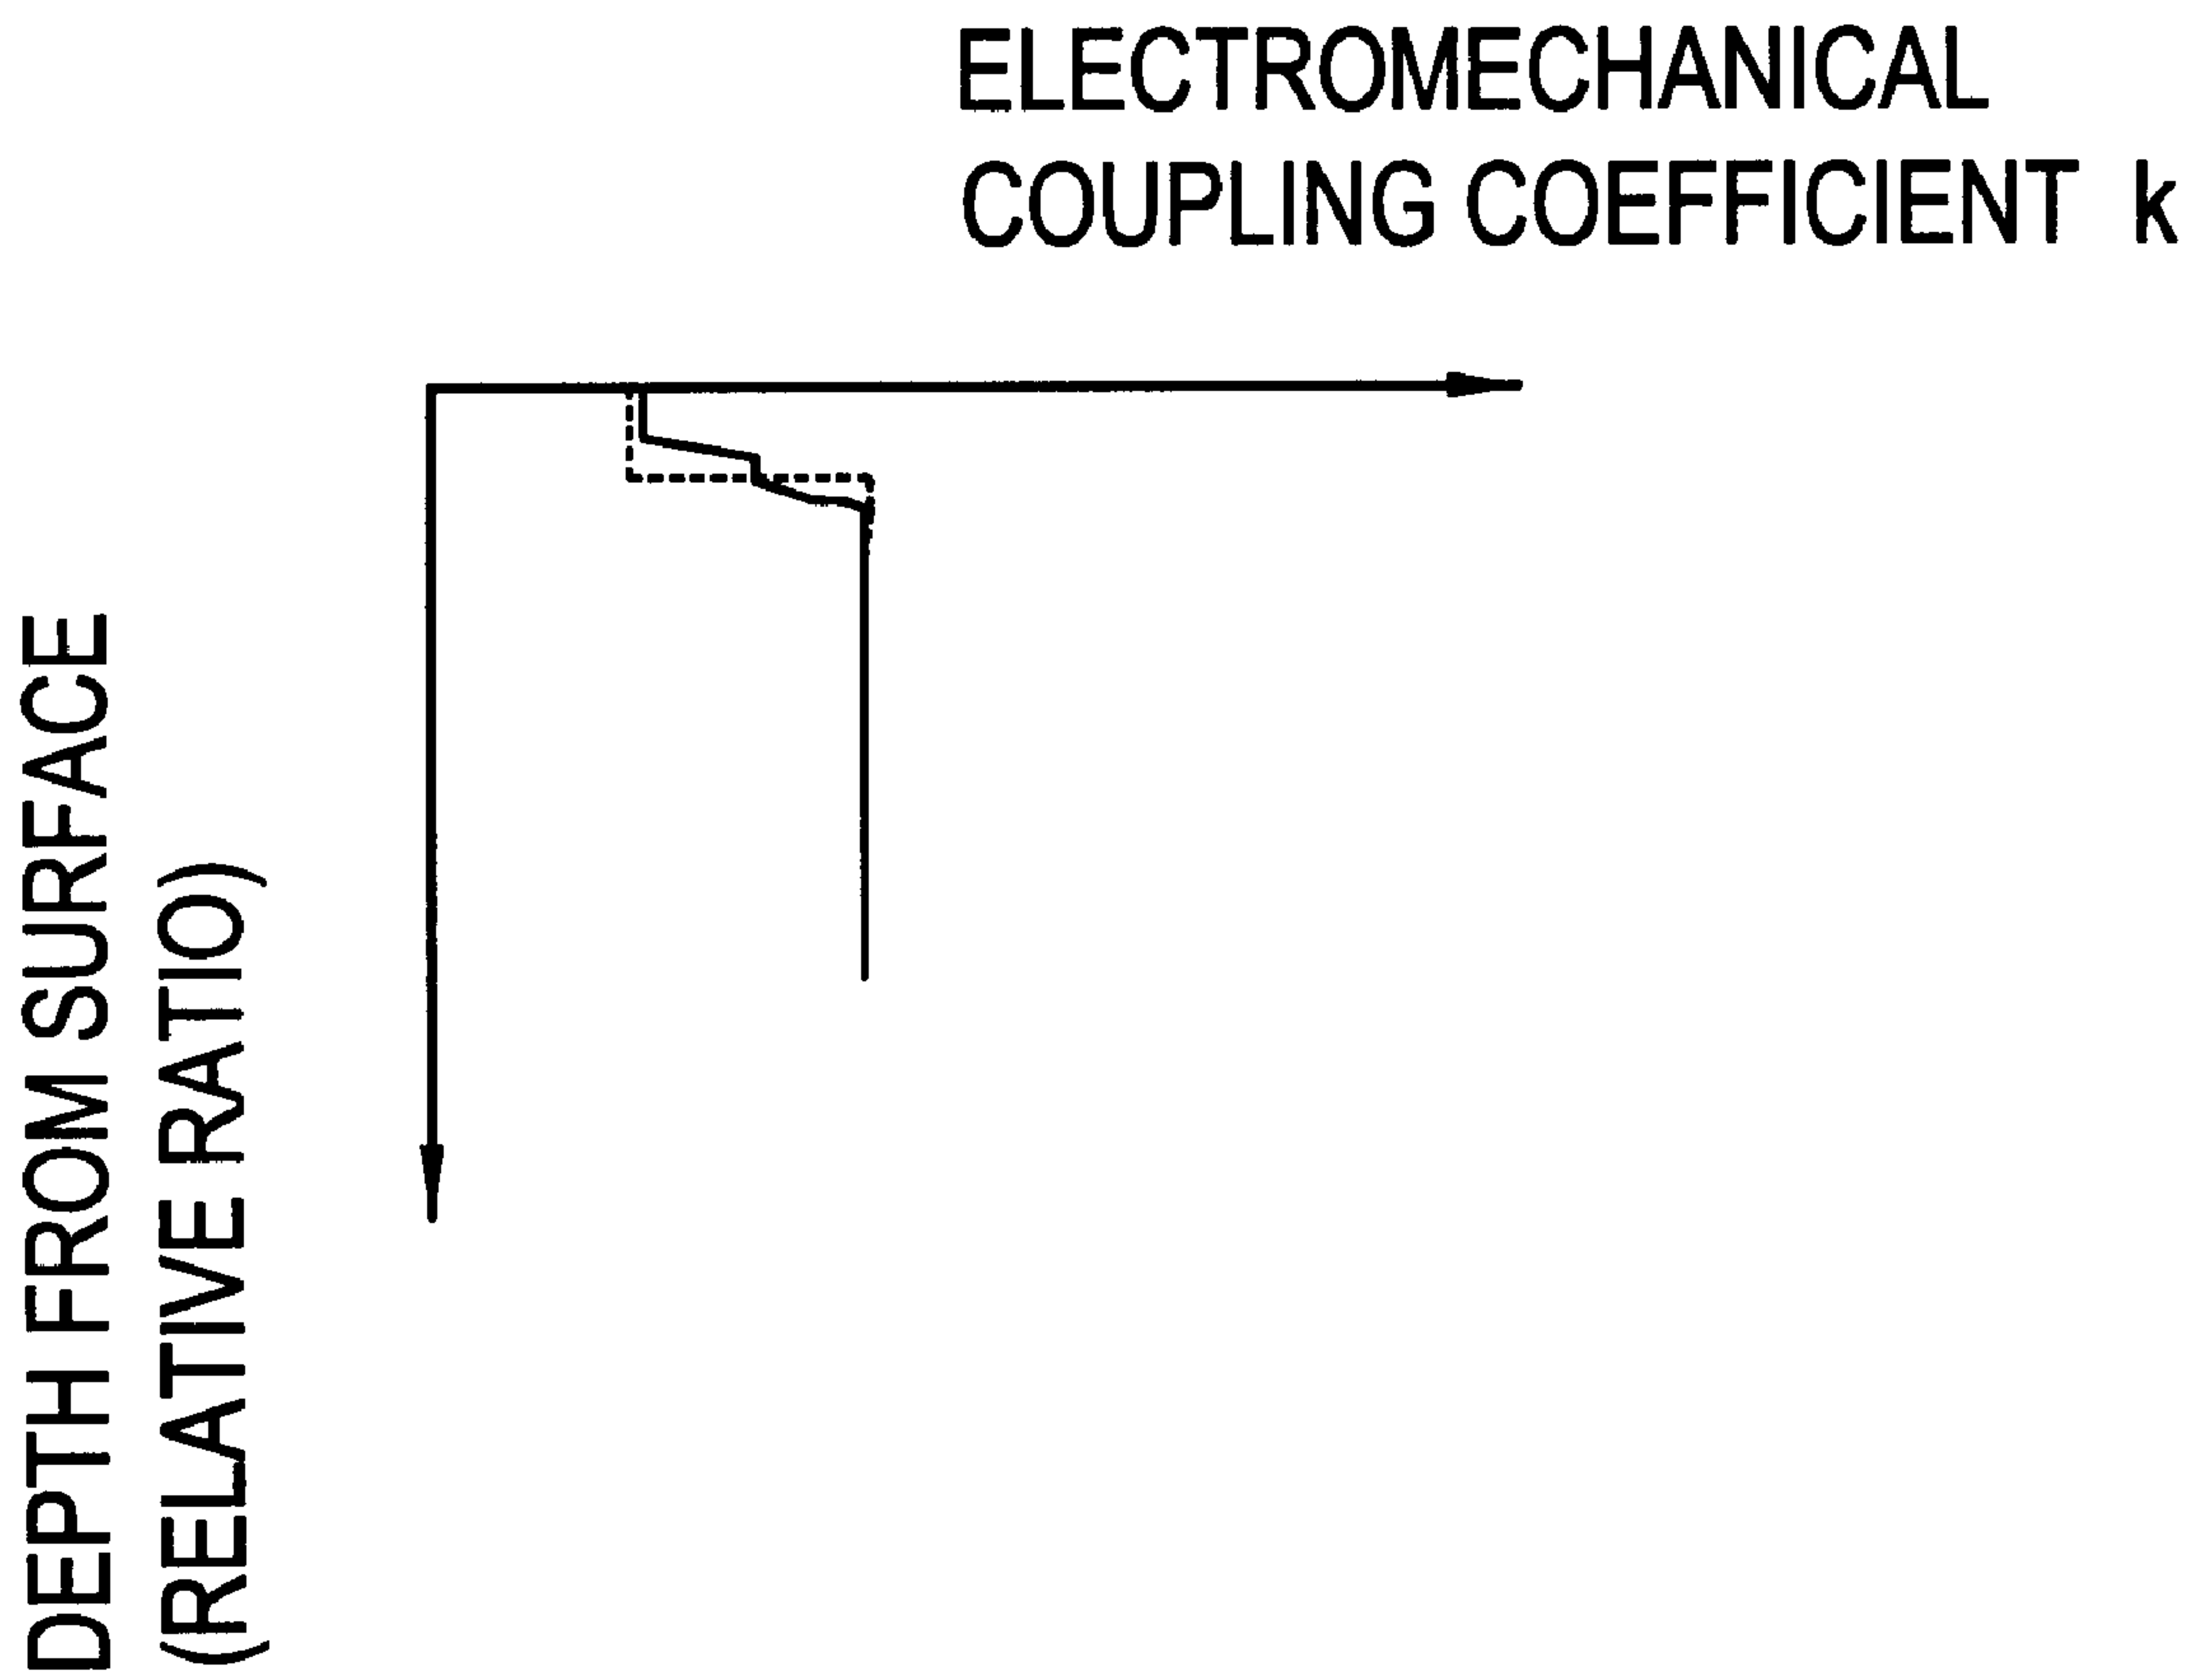 ELECTROMECHANICAL
COUPLING COEFFICIENT k
DEPTH FROM SURFACE
(RELATIVE RATIO)